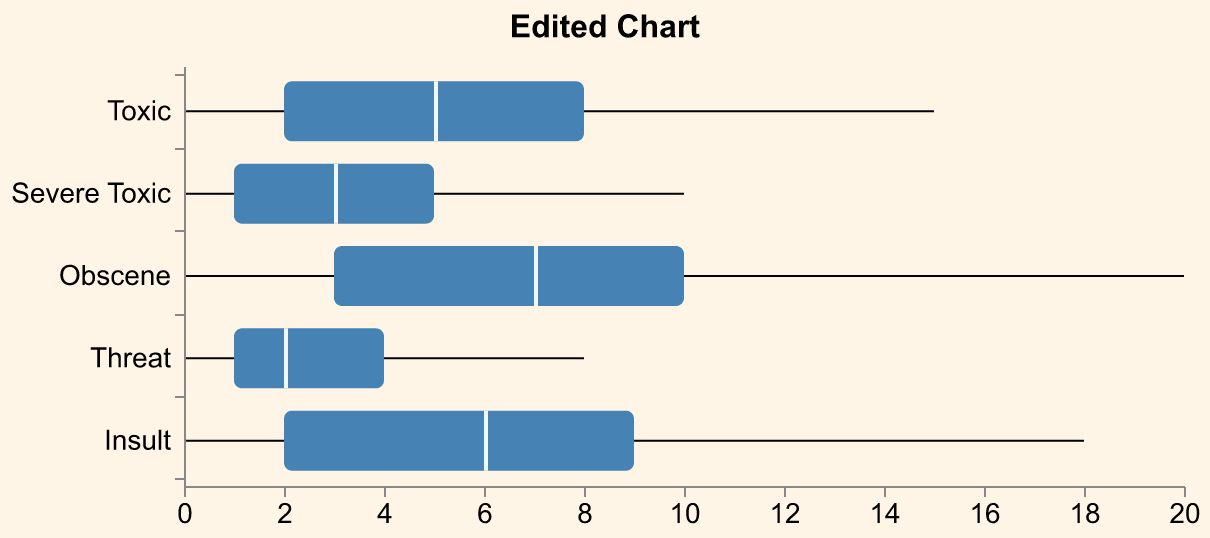 Edited Chart
Toxic
Severe Toxic
Obscene
Threat
Insult
0 2 4 6 8 10 12 14 16 18 20